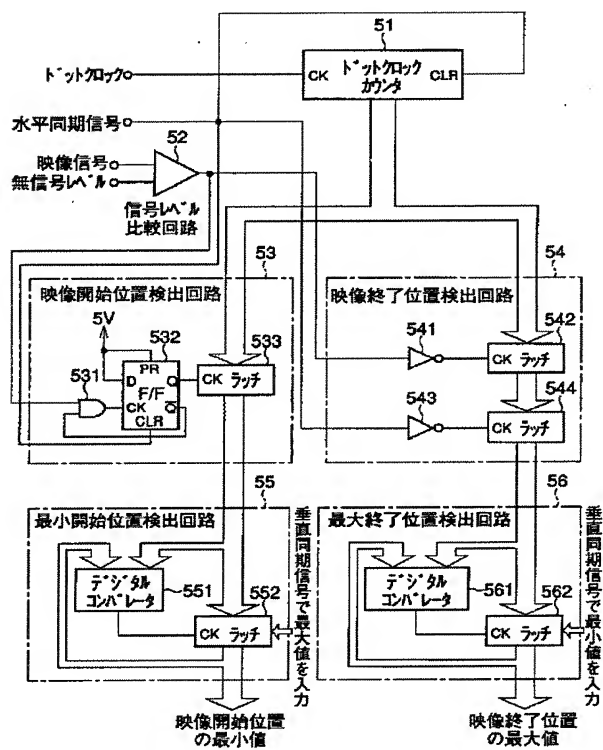 51
ドットクロック
CK
ドットクロック
カウンタ
CLR
水平同期信号
52
映像信号
無信号レベル
信号レベル
比較回路
53
54
映像開始位置検出回路
映像終了位置検出回路
5V
532
533
541
542
PR
D
Q
F/F
CK
Q
CLR
531
CK ラッチ
CK ラッチ
543
544
CK ラッチ
55
56
最小開始位置検出回路
最大終了位置検出回路
デジタル
コンパレータ
551
552
CK ラッチ
垂直同期信号で最大値を入力
デジタル
コンパレータ
561
562
CK ラッチ
垂直同期信号で最小値を入力
映像開始位置
の最小値
映像終了位置
の最大値